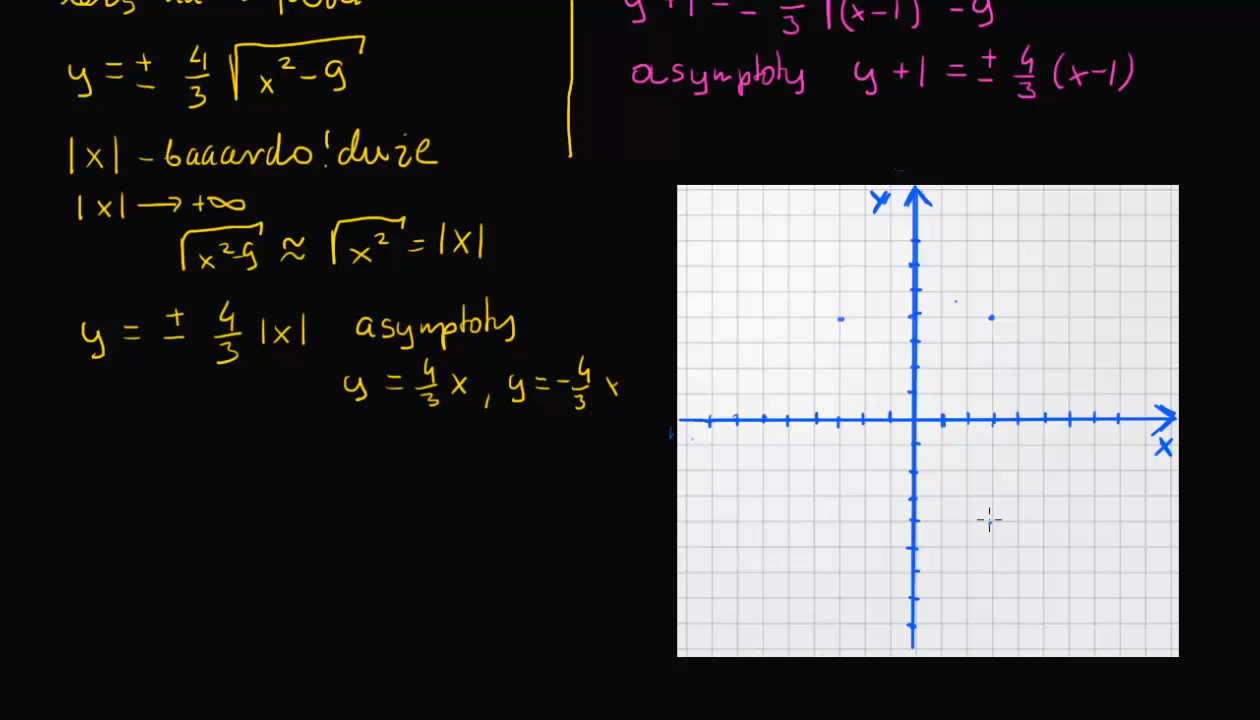 y = ± 4/3 √(x² - 9)
|x| - baaardo! duże
|x| → +∞
√(x² - 9) ≈ √(x²) = |x|
y = ± 4/3 |x| asymptoty
y = 4/3 x, y = -4/3 x
asymptoty y + 1 = ± 4/3 (x - 1)
y
x